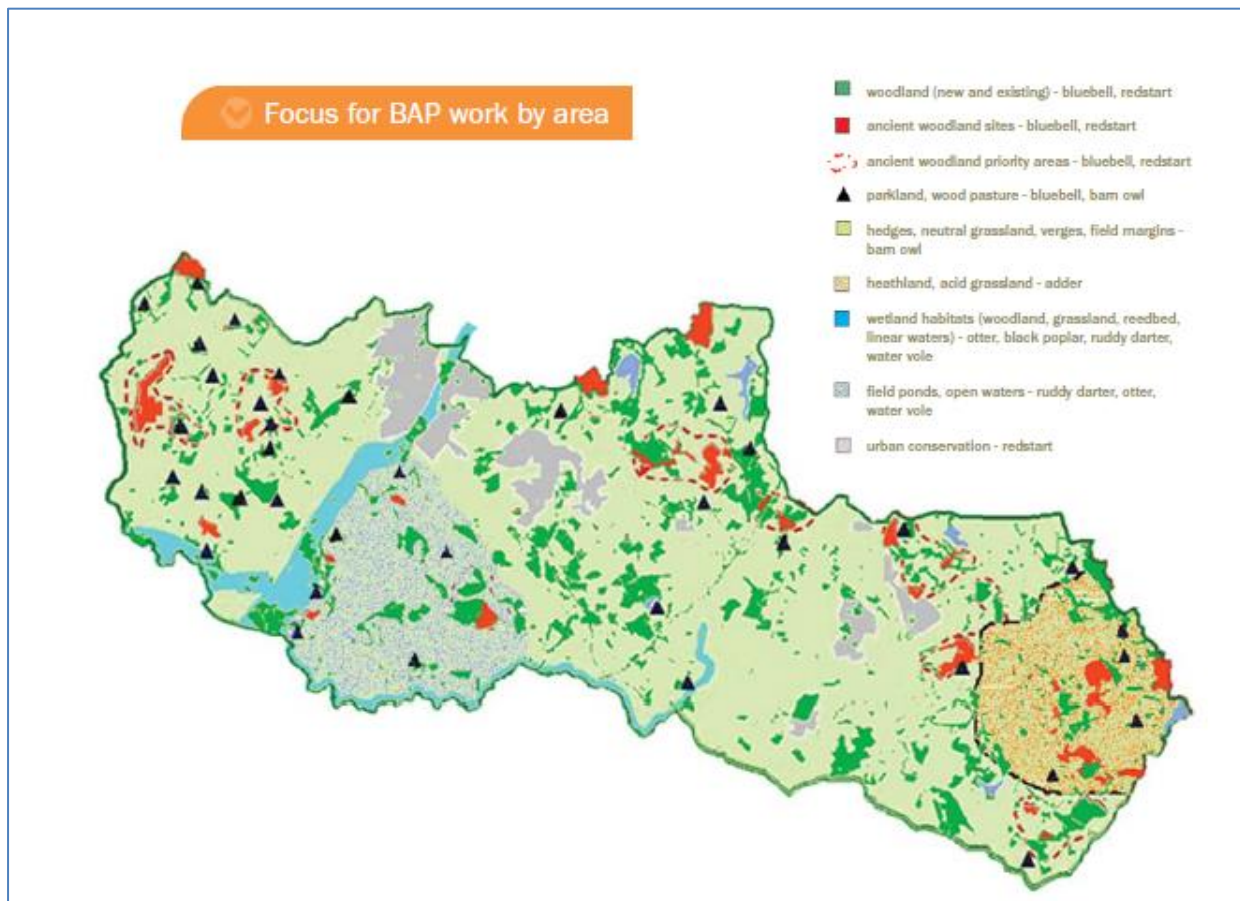 Focus for BAP work by area
woodland (new and existing) - bluebell, redstart
ancient woodland sites - bluebell, redstart
ancient woodland priority areas - bluebell, redstart
parkland, wood pasture - bluebell, barn owl
hedges, neutral grassland, verges, field margins -
barn owl
heathland, acid grassland - adder
wetland habitats (woodland, grassland, reedbed,
linear waters) - otter, black poplar, ruddy darter,
water vole
field ponds, open waters - ruddy darter, otter,
water vole
urban conservation - redstart